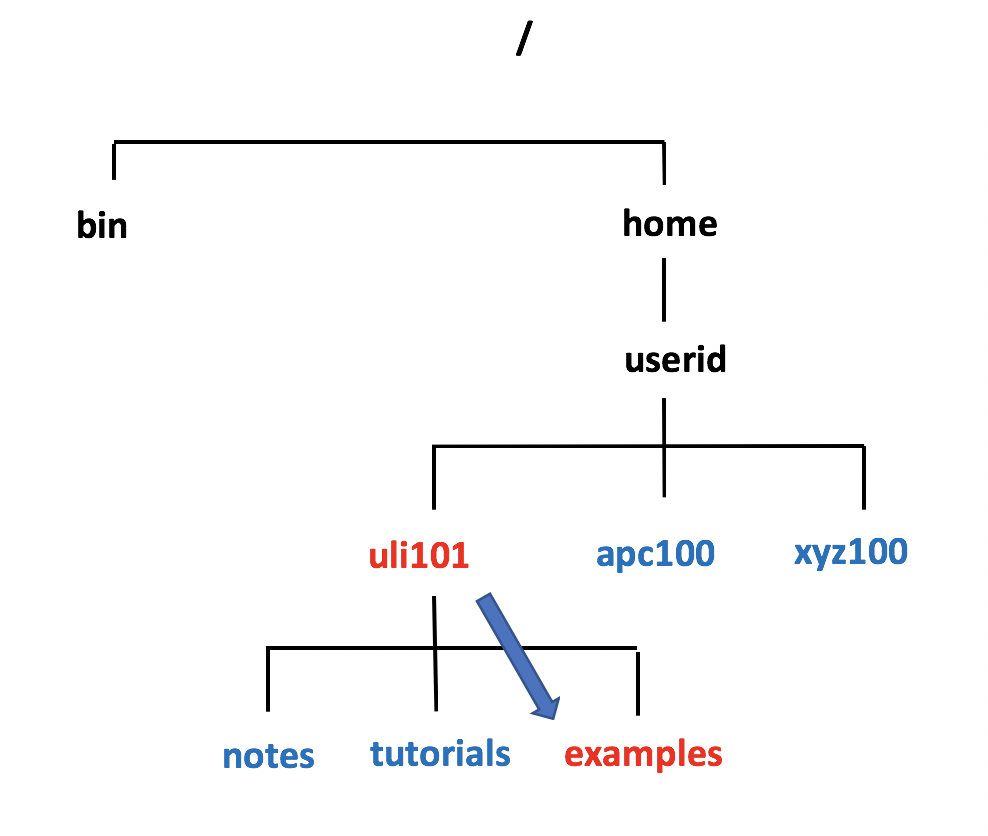 /
bin home
userid
uli101 apc100 xyz100
notes tutorials examples